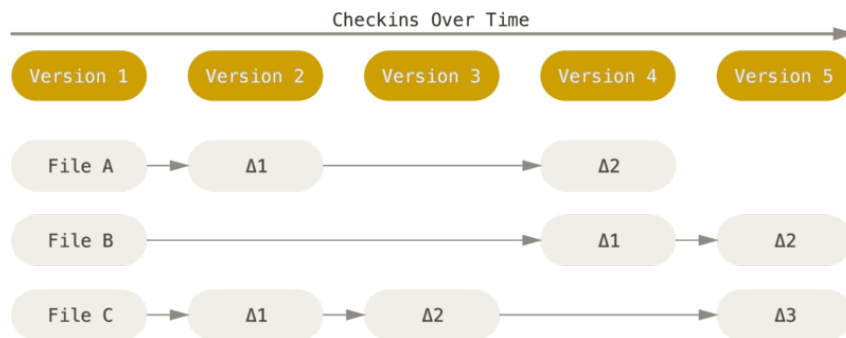 Checkins Over Time
Version 1 Version 2 Version 3 Version 4 Version 5
File A Δ1 Δ2
File B Δ1 Δ2
File C Δ1 Δ2 Δ3